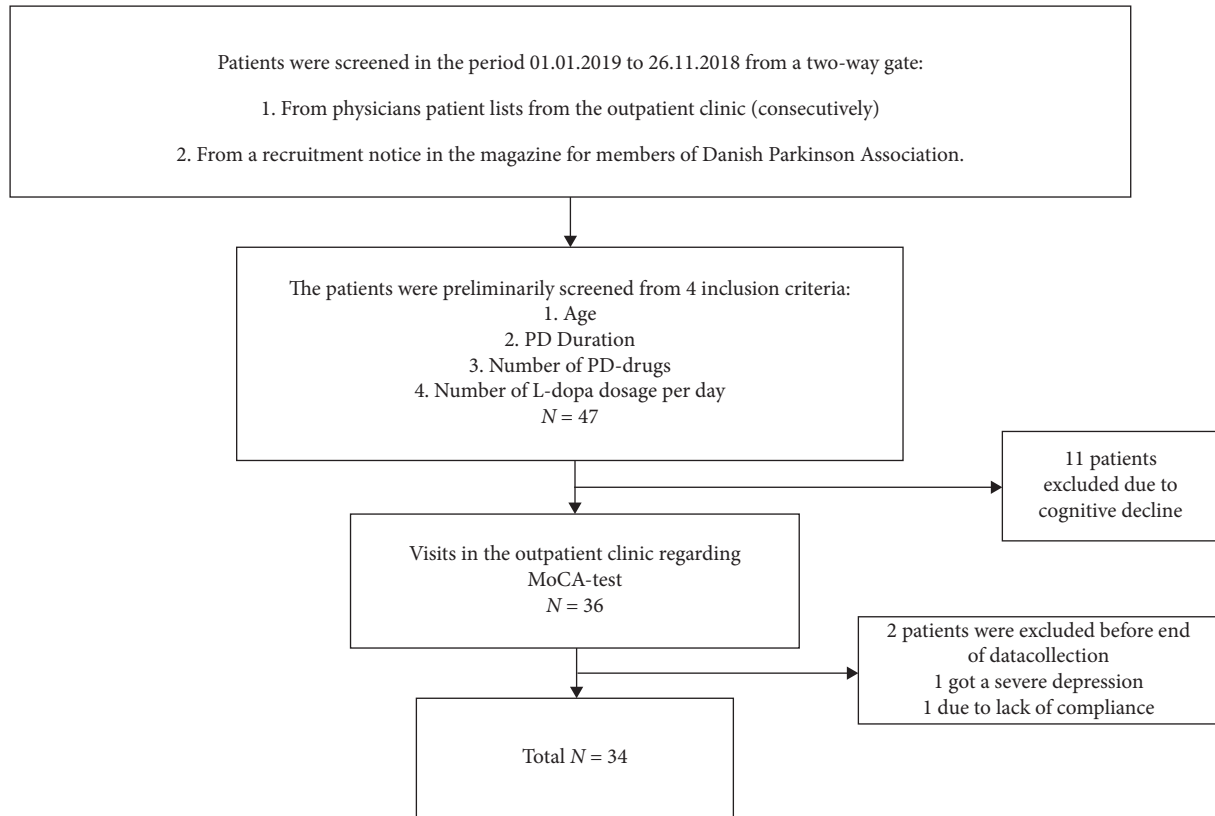 Patients were screened in the period 01.01.2019 to 26.11.2018 from a two-way gate:
1. From physicians patient lists from the outpatient clinic (consecutively)
2. From a recruitment notice in the magazine for members of Danish Parkinson Association.
The patients were preliminarily screened from 4 inclusion criteria:
1. Age
2. PD Duration
3. Number of PD-drugs
4. Number of L-dopa dosage per day
N = 47
11 patients
excluded due to
cognitive decline
Visits in the outpatient clinic regarding
MoCA-test
N = 36
2 patients were excluded before end
of datacollection
1 got a severe depression
1 due to lack of compliance
Total N = 34